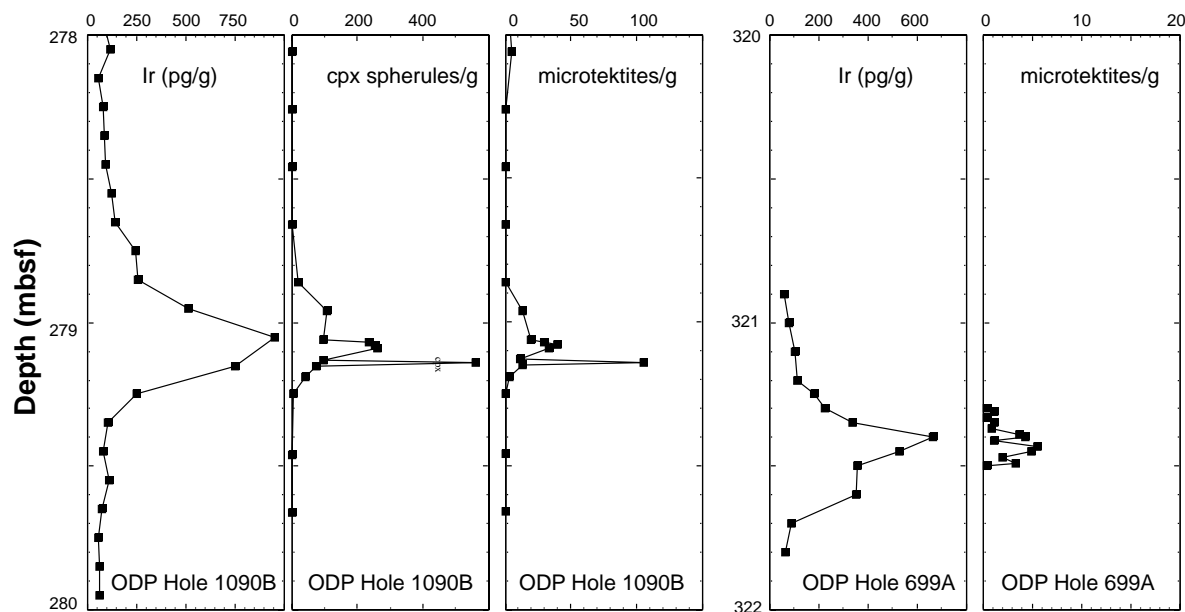 0 250 500 750
0 200 400
0 50 100
0 200 400 600
0 10 20
278
320
Ir (pg/g)
cpx spherules/g
microtektites/g
Ir (pg/g)
microtektites/g
Depth (mbsf)
279
321
cpx
280
322
ODP Hole 1090B
ODP Hole 1090B
ODP Hole 1090B
ODP Hole 699A
ODP Hole 699A